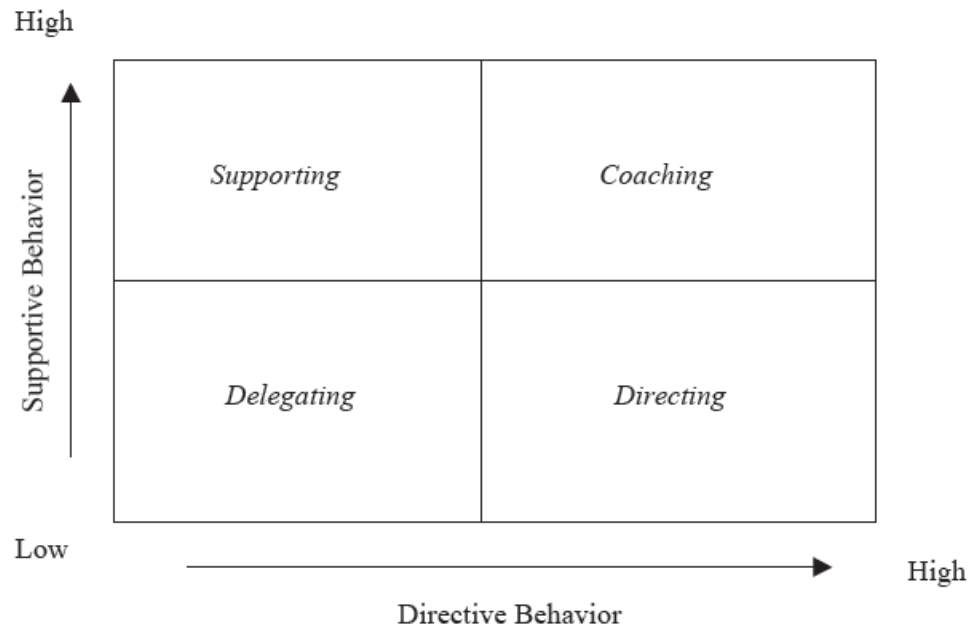 High
Supporting
Coaching
Supportive Behavior
Delegating
Directing
Low
High
Directive Behavior